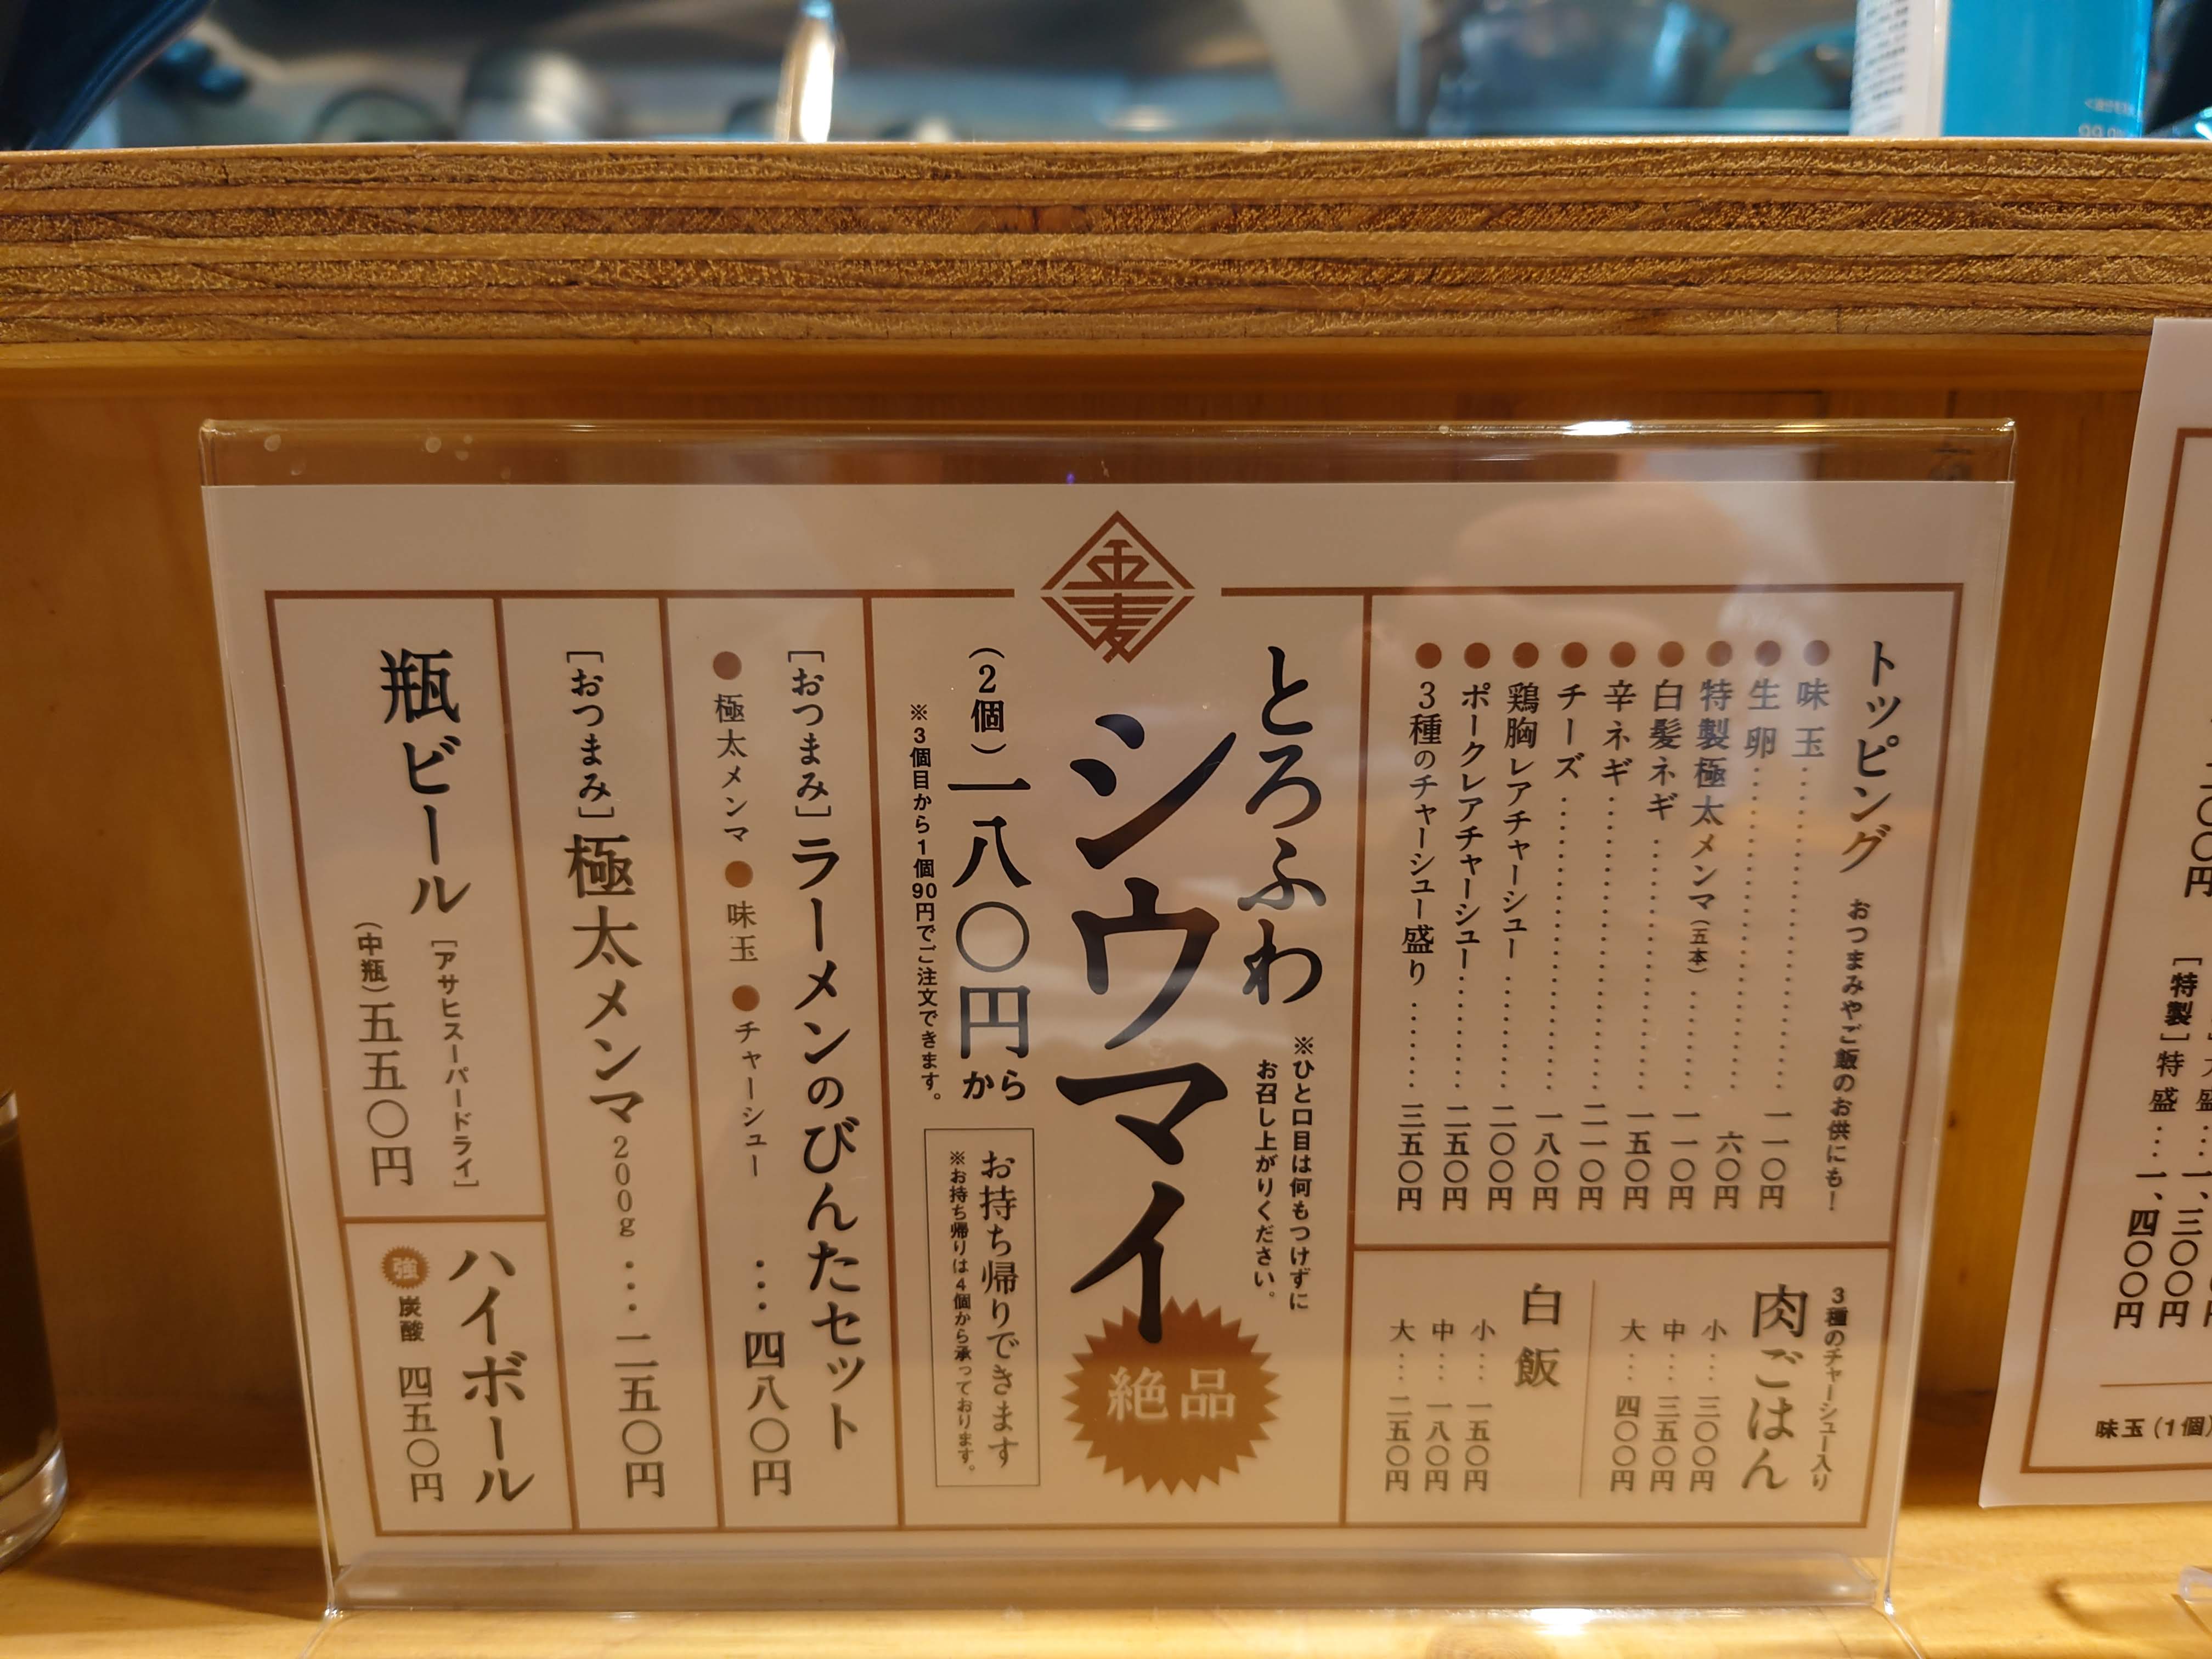 金麦
トッピング おつまみやご飯のお供にも！
●味玉……一一〇円
●生卵……六〇円
●特製極太メンマ（五本）……一一〇円
●白髪ネギ……一五〇円
●辛ネギ……二一〇円
●チーズ……一八〇円
●鶏胸レアチャーシュー……二〇〇円
●ポークレアチャーシュー……二五〇円
●3種のチャーシュー盛り……三五〇円
3種のチャーシュー入り
肉ごはん
小…三〇〇円
中…三五〇円
大…四〇〇円
白飯
小…一五〇円
中…一八〇円
大…二五〇円
とろふわ
※ひと口目は何もつけずに
お召し上がりください。
シウマイ
絶品
（2個）一八〇円から
※3個目から1個90円でご注文できます。
お持ち帰りできます
※お持ち帰りは4個から承っております。
［おつまみ］ラーメンのびんたセット
●極太メンマ●味玉●チャーシュー…四八〇円
［おつまみ］極太メンマ200g…二五〇円
瓶ビール［アサヒスーパードライ］
（中瓶）五五〇円
ハイボール
強炭酸 四五〇円
［特製］特盛…一、四〇〇円
味玉（1個）